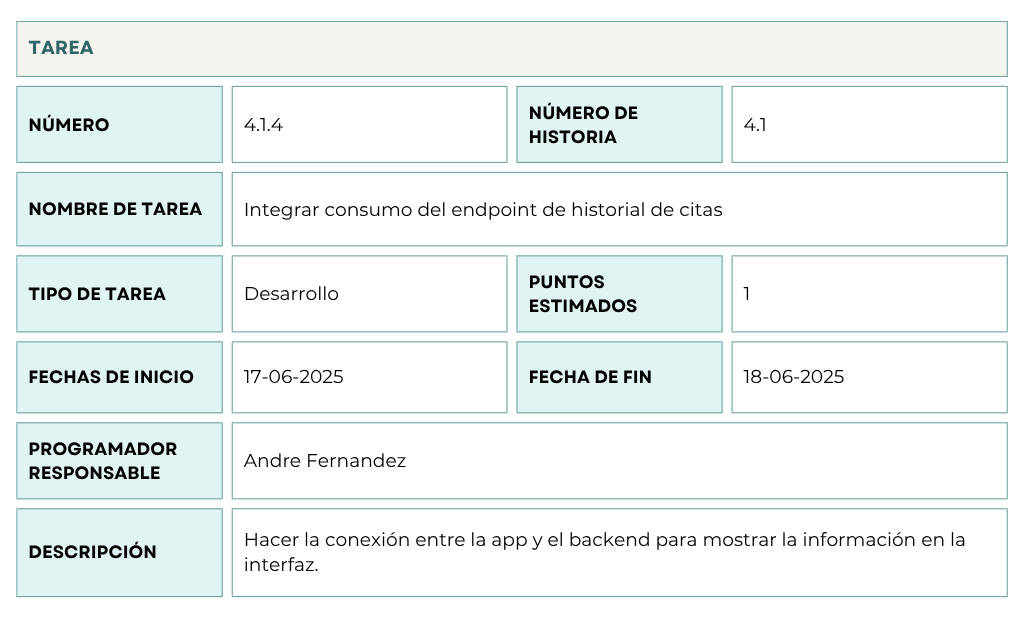 TAREA
NÚMERO
4.1.4
NÚMERO DE
HISTORIA
4.1
NOMBRE DE TAREA
Integrar consumo del endpoint de historial de citas
TIPO DE TAREA
Desarrollo
PUNTOS
ESTIMADOS
1
FECHAS DE INICIO
17-06-2025
FECHA DE FIN
18-06-2025
PROGRAMADOR
RESPONSABLE
Andre Fernandez
DESCRIPCIÓN
Hacer la conexión entre la app y el backend para mostrar la información en la
interfaz.